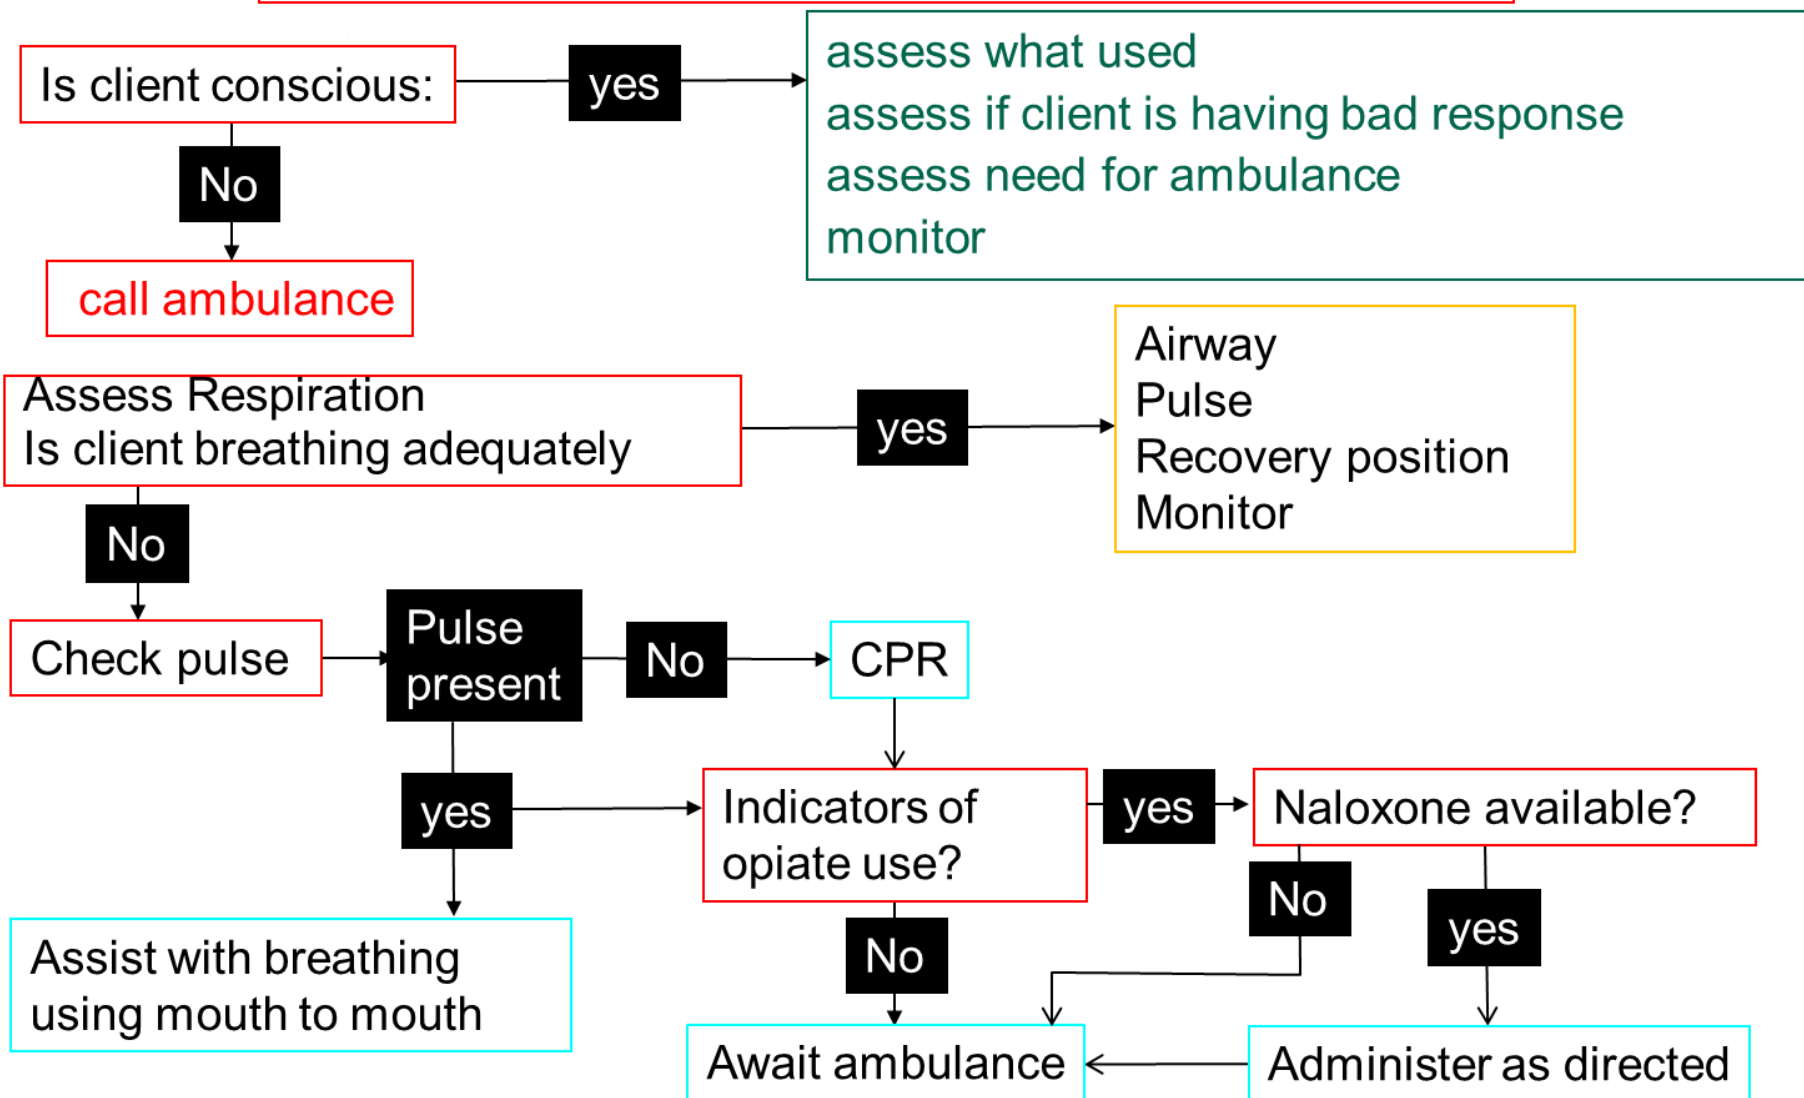 Is client conscious:
yes
assess what used
assess if client is having bad response
assess need for ambulance
monitor
No
call ambulance
Assess Respiration
Is client breathing adequately
yes
Airway
Pulse
Recovery position
Monitor
No
Check pulse
Pulse
present
No
CPR
yes
Indicators of
opiate use?
yes
Naloxone available?
No
yes
Assist with breathing
using mouth to mouth
No
Await ambulance
Administer as directed